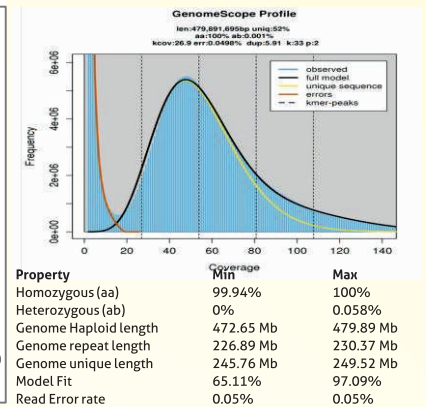 GenomeScope Profile
len:479,891,695bp uniq:52%
aa:100% ab:0.001%
kcov:26.9 err:0.0498% dup:5.91 k:33 p:2
observed
full model
unique sequence
errors
kmer-peaks
Frequency
6e+06
4e+06
2e+06
0e+00
0 20 40 60 80 100 120 140
Coverage
Property Min Max
Homozygous (aa) 99.94% 100%
Heterozygous (ab) 0% 0.058%
Genome Haploid length 472.65 Mb 479.89 Mb
Genome repeat length 226.89 Mb 230.37 Mb
Genome unique length 245.76 Mb 249.52 Mb
Model Fit 65.11% 97.09%
Read Error rate 0.05% 0.05%
)